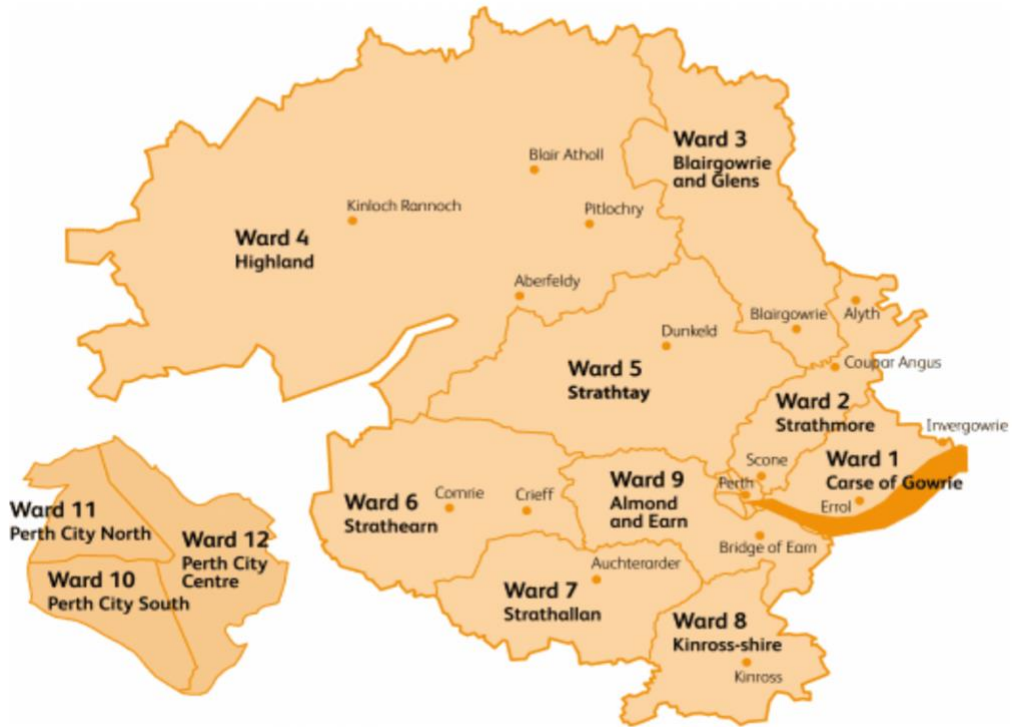 Ward 3
Blairgowrie
and Glens
Blair Atholl
Kinloch Rannoch
Pitlochry
Ward 4
Highland
Aberfeldy
Blairgowrie
Alyth
Dunkeld
Coupar Angus
Ward 5
Strathtay
Ward 2
Strathmore
Invergowrie
Scone
Ward 1
Carse of Gowrie
Perth
Errol
Ward 9
Almond
and Earn
Bridge of Earn
Ward 6
Strathearn
Comrie
Crieff
Auchterarder
Ward 7
Strathallan
Ward 8
Kinross-shire
Kinross
Ward 11
Perth City North
Ward 12
Perth City
Centre
Ward 10
Perth City South